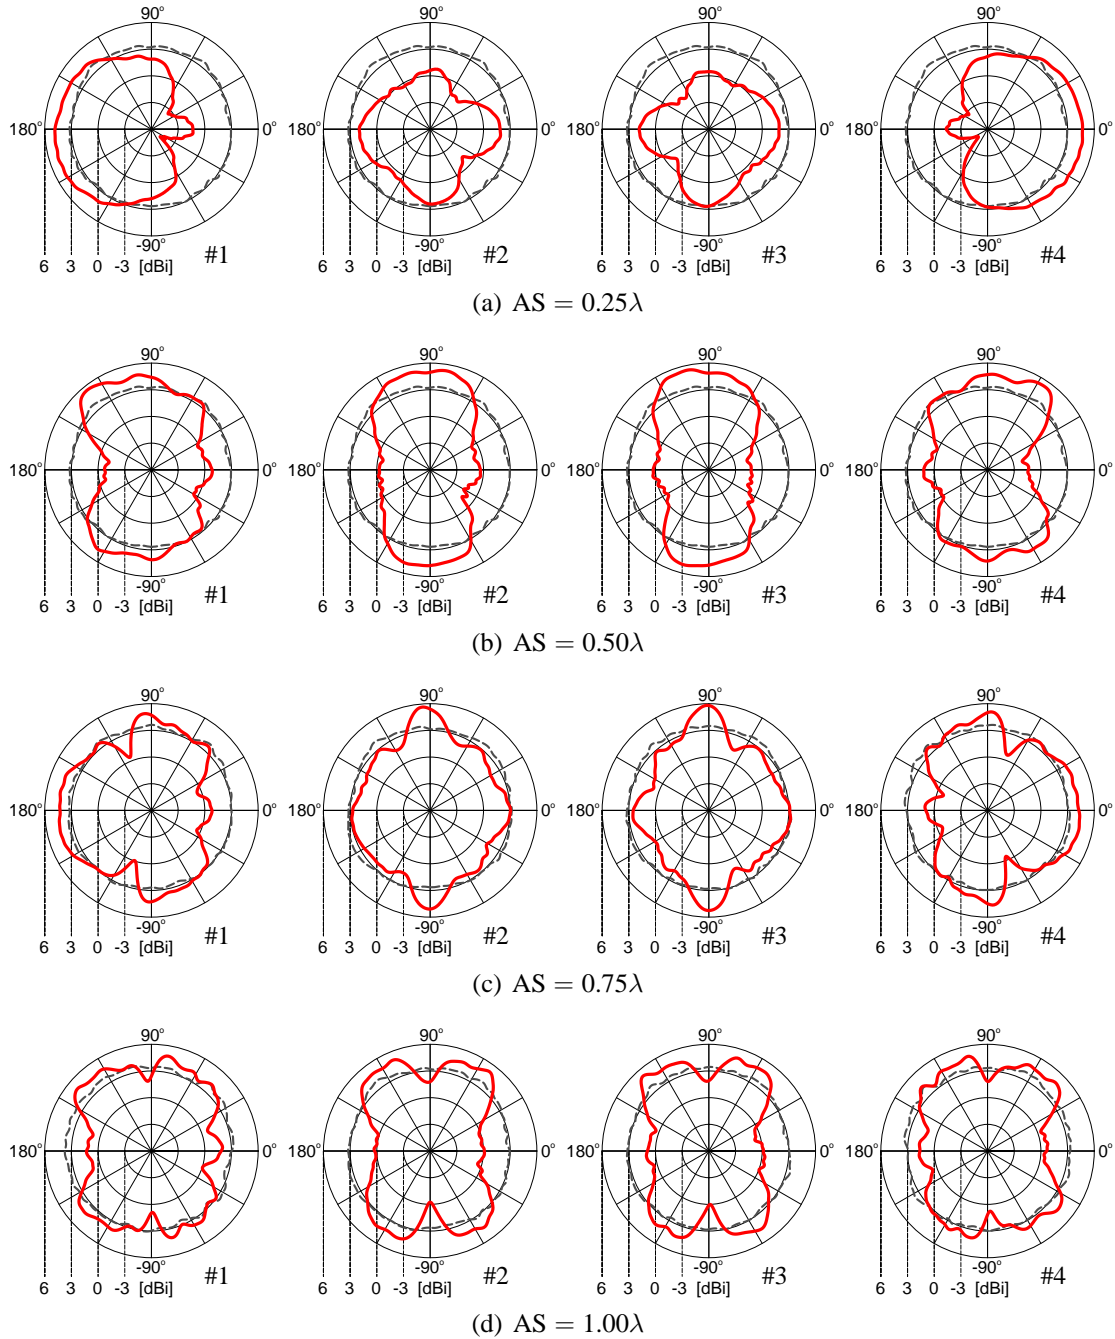 90° 90° 90° 90°
180° 0° 180° 0° 180° 0° 180° 0°
-90° #1 -90° #2 -90° #3 -90° #4
6 3 0 -3 [dBi] 6 3 0 -3 [dBi] 6 3 0 -3 [dBi] 6 3 0 -3 [dBi]
(a) AS = 0.25λ
90° 90° 90° 90°
180° 0° 180° 0° 180° 0° 180° 0°
-90° #1 -90° #2 -90° #3 -90° #4
6 3 0 -3 [dBi] 6 3 0 -3 [dBi] 6 3 0 -3 [dBi] 6 3 0 -3 [dBi]
(b) AS = 0.50λ
90° 90° 90° 90°
180° 0° 180° 0° 180° 0° 180° 0°
-90° #1 -90° #2 -90° #3 -90° #4
6 3 0 -3 [dBi] 6 3 0 -3 [dBi] 6 3 0 -3 [dBi] 6 3 0 -3 [dBi]
(c) AS = 0.75λ
90° 90° 90° 90°
180° 0° 180° 0° 180° 0° 180° 0°
-90° #1 -90° #2 -90° #3 -90° #4
6 3 0 -3 [dBi] 6 3 0 -3 [dBi] 6 3 0 -3 [dBi] 6 3 0 -3 [dBi]
(d) AS = 1.00λ